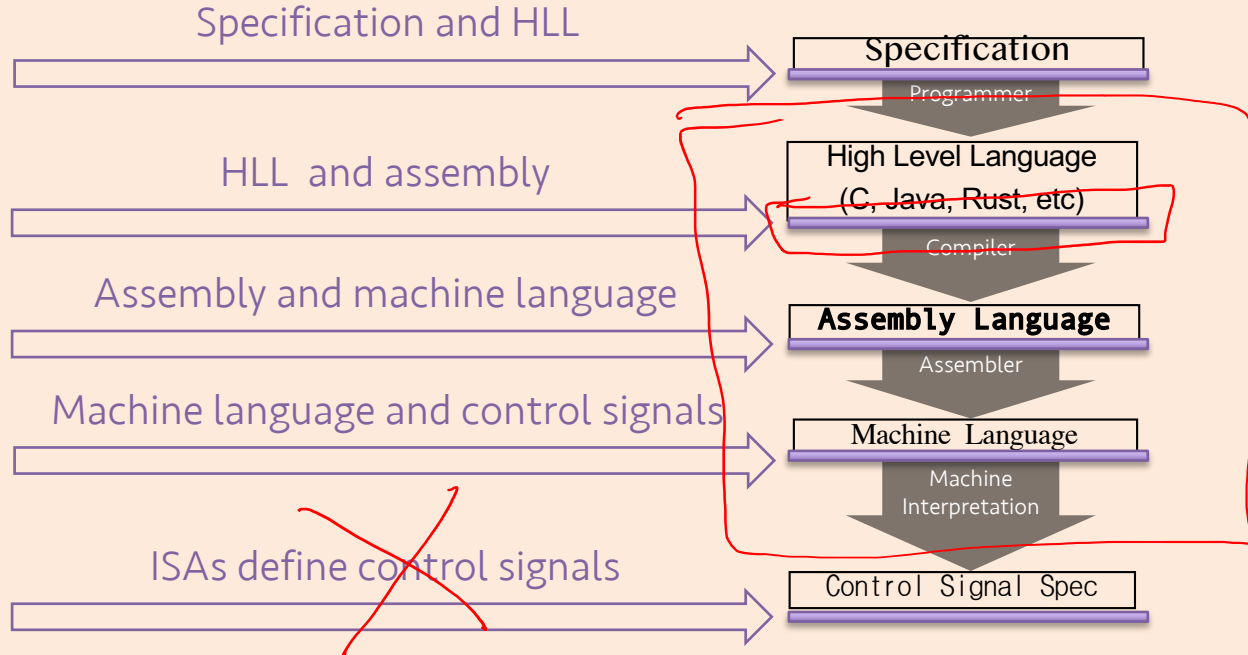 Specification and HLL
Specification
Programmer
HLL and assembly
High Level Language
(C, Java, Rust, etc)
Compiler
Assembly and machine language
Assembly Language
Assembler
Machine language and control signals
Machine Language
Machine
Interpretation
ISAs define control signals
Control Signal Spec